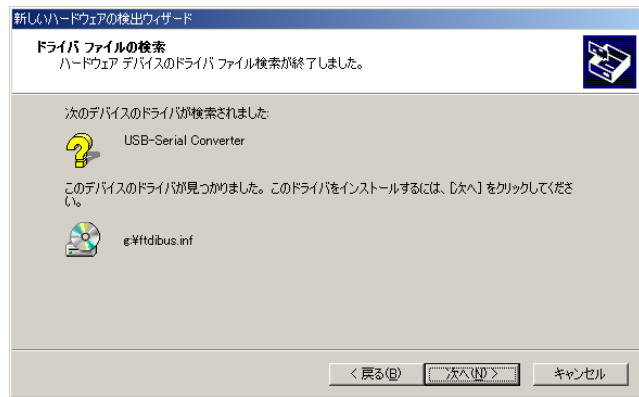 新しいハードウェアの検出ウィザード
ドライバ ファイルの検索
ハードウェア デバイスのドライバ ファイル検索が終了しました。
次のデバイスのドライバが検索されました:
USB-Serial Converter
このデバイスのドライバが見つかりました。このドライバをインストールするには、[次へ] をクリックしてくださ
い。
g:¥ftdibus.inf
< 戻る(B)
次へ(N) >
キャンセル